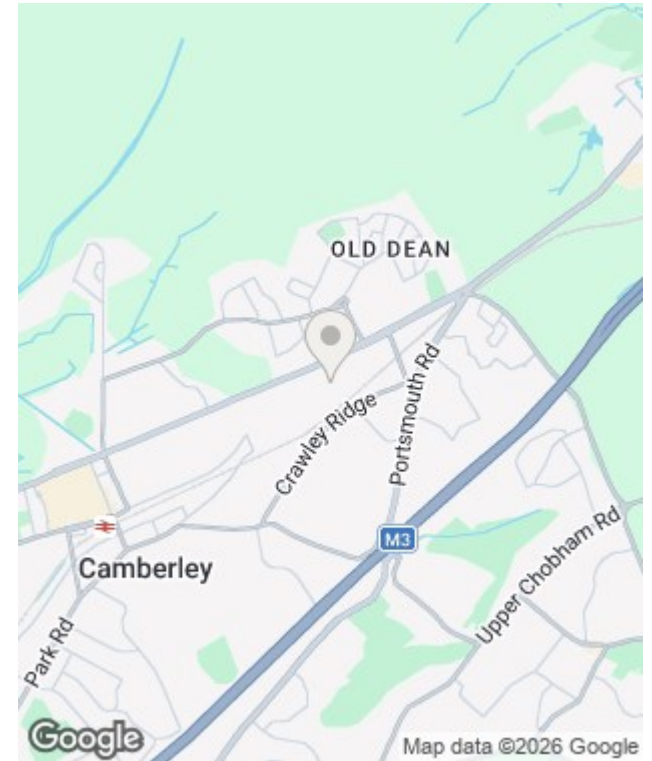 OLD DEAN
Crawley Ridge
Portsmouth Rd
M3
Camberley
Upper Chobham Rd
Park Rd
Google
Map data ©2026 Google